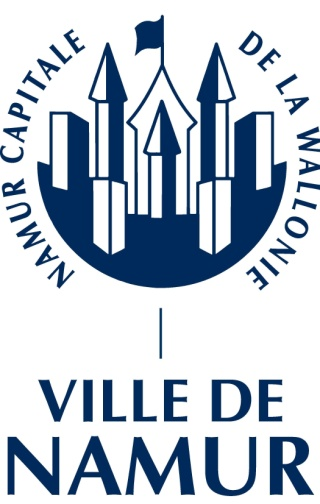 NAMUR CAPITALE DE LA WALLONIE
VILLE DE
NAMUR